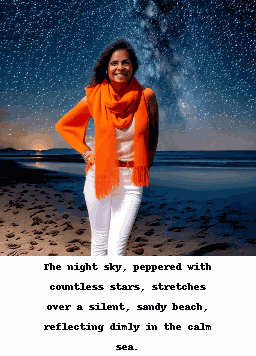 The night sky, peppered with
countless stars, stretches
over a silent, sandy beach,
reflecting dimly in the calm
sea.